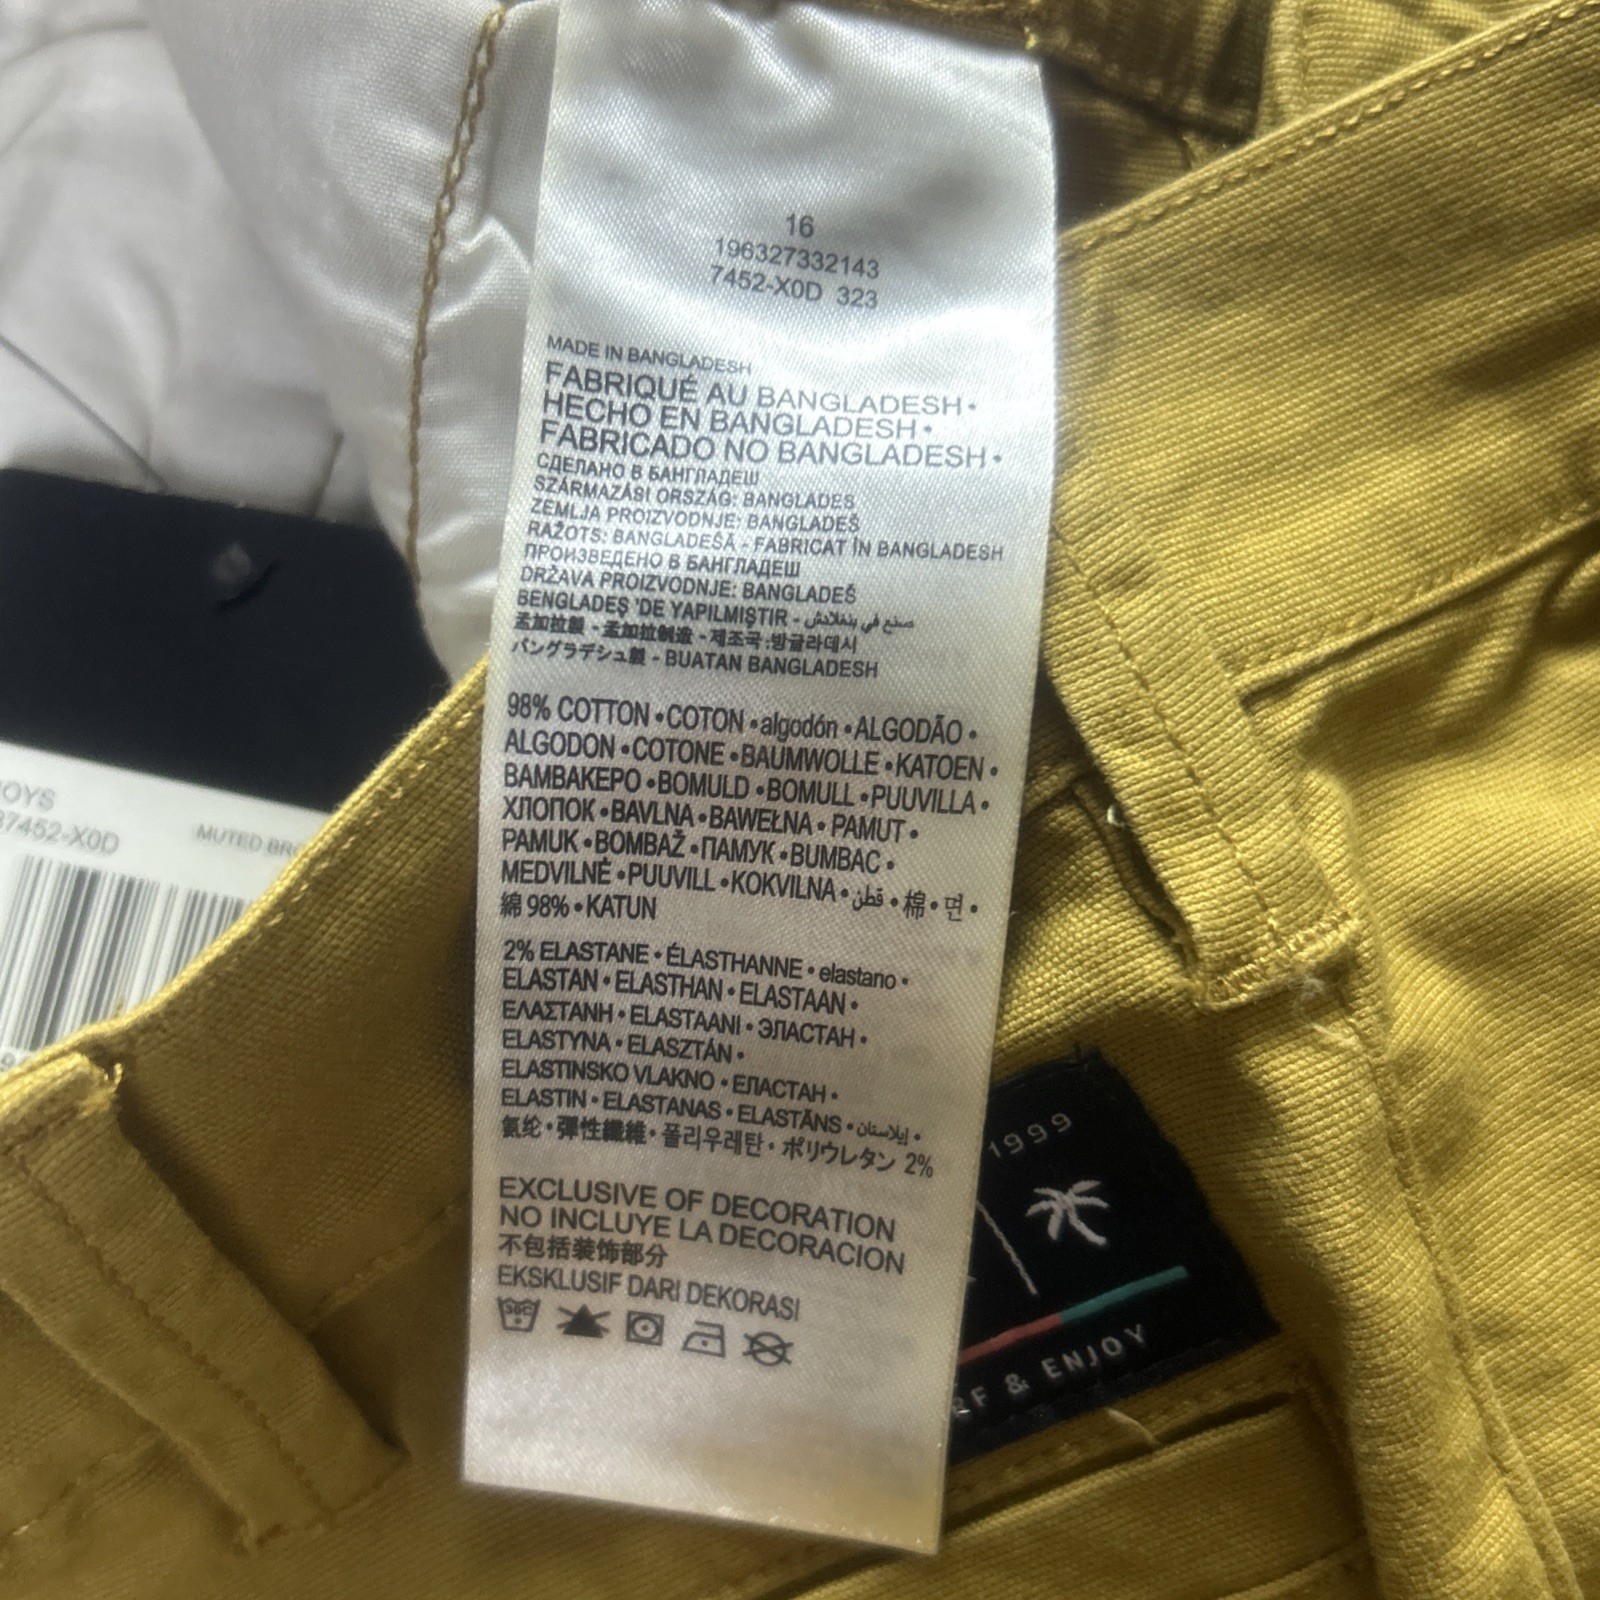 16
196327332143
7452-X0D 323
MADE IN BANGLADESH
FABRIQUÉ AU BANGLADESH •
HECHO EN BANGLADESH •
FABRICADO NO BANGLADESH •
СДЕЛАНО В БАНГЛАДЕШ
SZÁRMAZÁSI ORSZÁG: BANGLADES
ZEMLJA PROIZVODNJE: BANGLADEŠ
RAŽOTS: BANGLADEŠĀ - FABRICAT ÎN BANGLADESH
ПРОИЗВЕДЕНО В БАНГЛАДЕШ
DRŽAVA PROIZVODNJE: BANGLADEŠ
BENGLADEŞ 'DE YAPILMIŞTIR - صنع في بنغلادش
孟加拉製 - 孟加拉制造 - 제조국 :방글라데시
バングラデシュ製 - BUATAN BANGLADESH
98% COTTON • COTON • algodón • ALGODÃO •
ALGODON • COTONE • BAUMWOLLE • KATOEN •
ΒΑΜΒΑΚΕΡΟ • BOMULD • BOMULL • PUUVILLA •
ХЛОПОК • BAVLNA • BAWEŁNA • PAMUT •
PAMUK • BOMBAŽ • ПАМУК • BUMBAC •
MEDVILNĖ • PUUVILL • KOKVILNA • قطن • 棉 • 면 •
綿 98% • KATUN
2% ELASTANE • ÉLASTHANNE • elastano •
ELASTAN • ELASTHAN • ELASTAAN •
ΕΛΑΣΤΑΝΗ • ELASTAANI • ЭЛАСТАН •
ELASTYNA • ELASZTÁN •
ELASTINSKO VLAKNO • ЕЛАСТАН •
ELASTIN • ELASTANAS • ELASTĀNS • إيلاستان •
氨纶 • 彈性纖維 • 폴리우레탄 • ポリウレタン 2%
EXCLUSIVE OF DECORATION
NO INCLUYE LA DECORACION
不包括装饰部分
EKSKLUSIF DARI DEKORASI
OYS
7452-X0D
MUTED BR
1999
RF & ENJOY